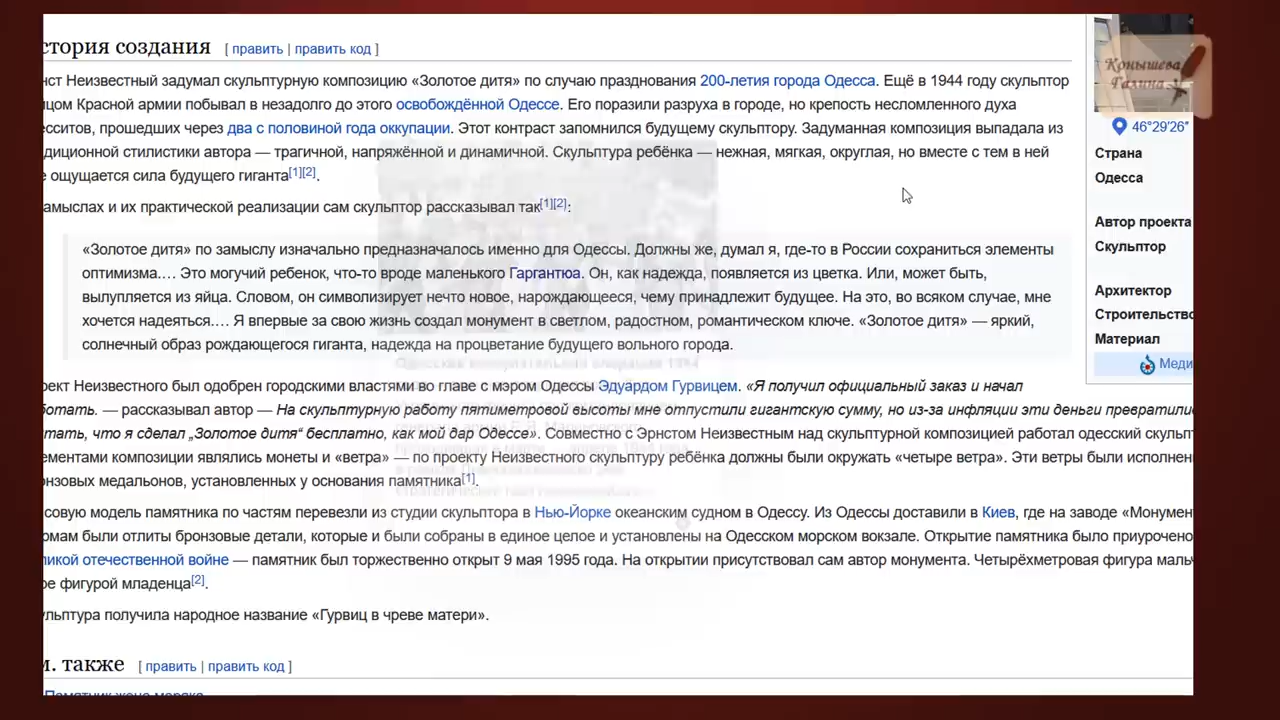 стория создания [ править | править код ]
нст Неизвестный задумал скульптурную композицию «Золотое дитя» по случаю празднования 200-летия города Одесса. Ещё в 1944 году скульптор
йцом Красной армии побывал в незадолго до этого освобождённой Одессе. Его поразили разруха в городе, но крепость несломленного духа
есситов, прошедших через два с половиной года оккупации. Этот контраст запомнился будущему скульптору. Задуманная композиция выпадала из
диционной стилистики автора — трагичной, напряжённой и динамичной. Скульптура ребёнка — нежная, мягкая, округлая, но вместе с тем в ней
е ощущается сила будущего гиганта[1][2].
амыслах и их практической реализации сам скульптор рассказывал так[1][2]:
«Золотое дитя» по замыслу изначально предназначалось именно для Одессы. Должны же, думал я, где-то в России сохраниться элементы
оптимизма.… Это могучий ребенок, что-то вроде маленького Гаргантюа. Он, как надежда, появляется из цветка. Или, может быть,
вылупляется из яйца. Словом, он символизирует нечто новое, нарождающееся, чему принадлежит будущее. На это, во всяком случае, мне
хочется надеяться.… Я впервые за свою жизнь создал монумент в светлом, радостном, романтическом ключе. «Золотое дитя» — яркий,
солнечный образ рождающегося гиганта, надежда на процветание будущего вольного города.
оект Неизвестного был одобрен городскими властями во главе с мэром Одессы Эдуардом Гурвицем. «Я получил официальный заказ и начал
ботать. — рассказывал автор — На скульптурную работу пятиметровой высоты мне отпустили гигантскую сумму, но из-за инфляции эти деньги превратилис
тать, что я сделал „Золотое дитя“ бесплатно, как мой дар Одессе». Совместно с Эрнстом Неизвестным над скульптурной композицией работал одесский скульпт
ементами композиции являлись монеты и «ветра» — по проекту Неизвестного скульптуру ребёнка должны были окружать «четыре ветра». Эти ветры были исполнен
онзовых медальонов, установленных у основания памятника[1].
совую модель памятника по частям перевезли из студии скульптора в Нью-Йорке океанским судном в Одессу. Из Одессы доставили в Киев, где на заводе «Монумен
омам были отлиты бронзовые детали, которые и были собраны в единое целое и установлены на Одесском морском вокзале. Открытие памятника было приурочено
ликой отечественной войне — памятник был торжественно открыт 9 мая 1995 года. На открытии присутствовал сам автор монумента. Четырёхметровая фигура маль
ое фигурой младенца[2].
ульптура получила народное название «Гурвиц в чреве матери».
м. также [ править | править код ]
Памятник жене моряка
Конышева
Галина
46°29′26″
Страна
Одесса
Автор проекта
Скульптор
Архитектор
Строительство
Материал
Меди